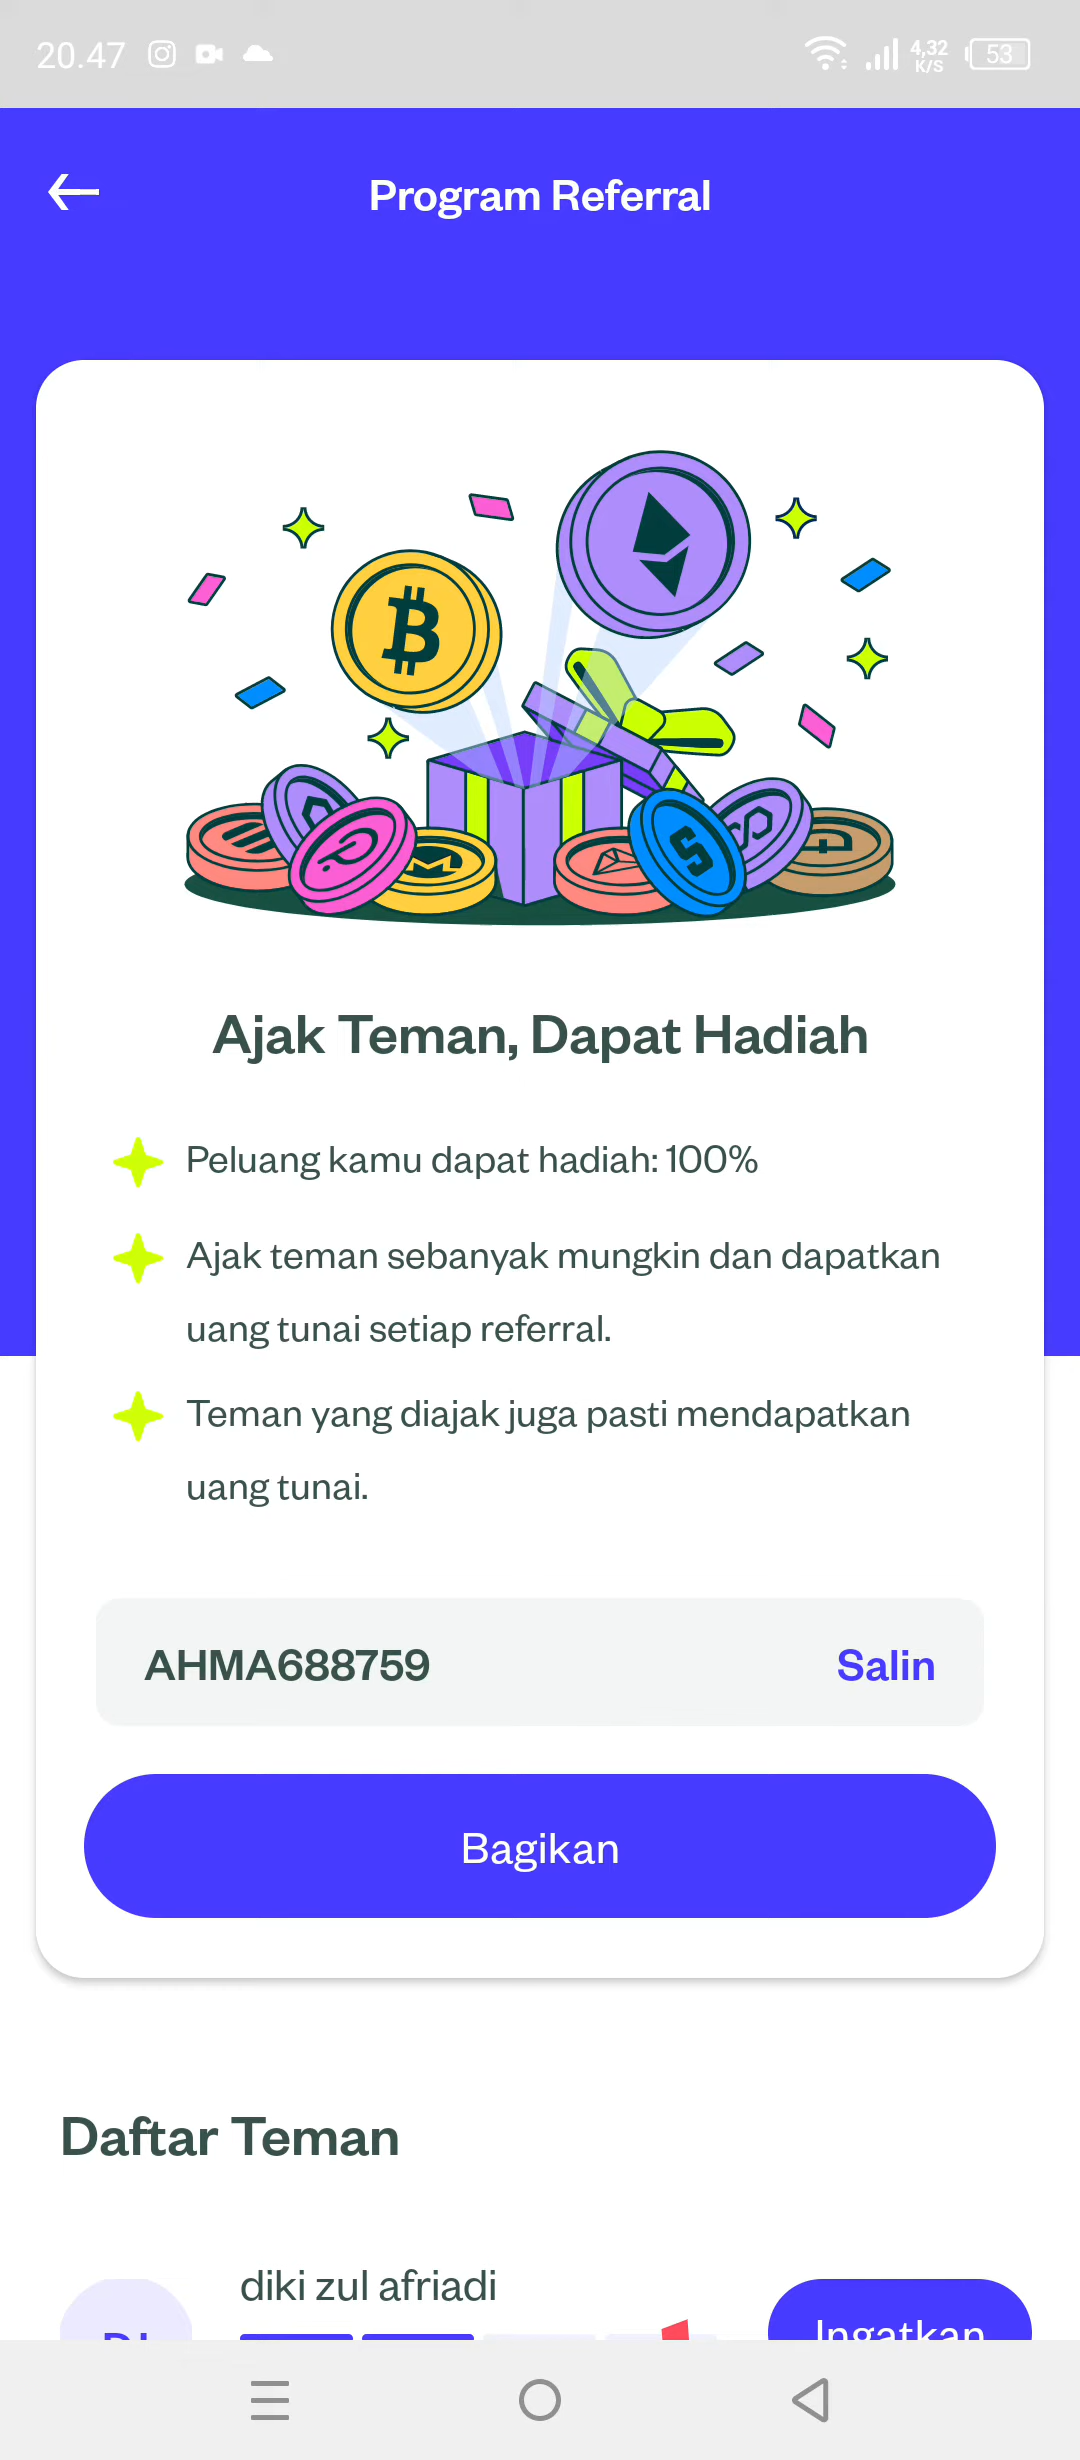 20.47
4,32
K/S
53
Program Referral
Ajak Teman, Dapat Hadiah
Peluang kamu dapat hadiah: 100%
Ajak teman sebanyak mungkin dan dapatkan
uang tunai setiap referral.
Teman yang diajak juga pasti mendapatkan
uang tunai.
AHMA688759 Salin
Bagikan
Daftar Teman
diki zul afriadi
Ingatkan